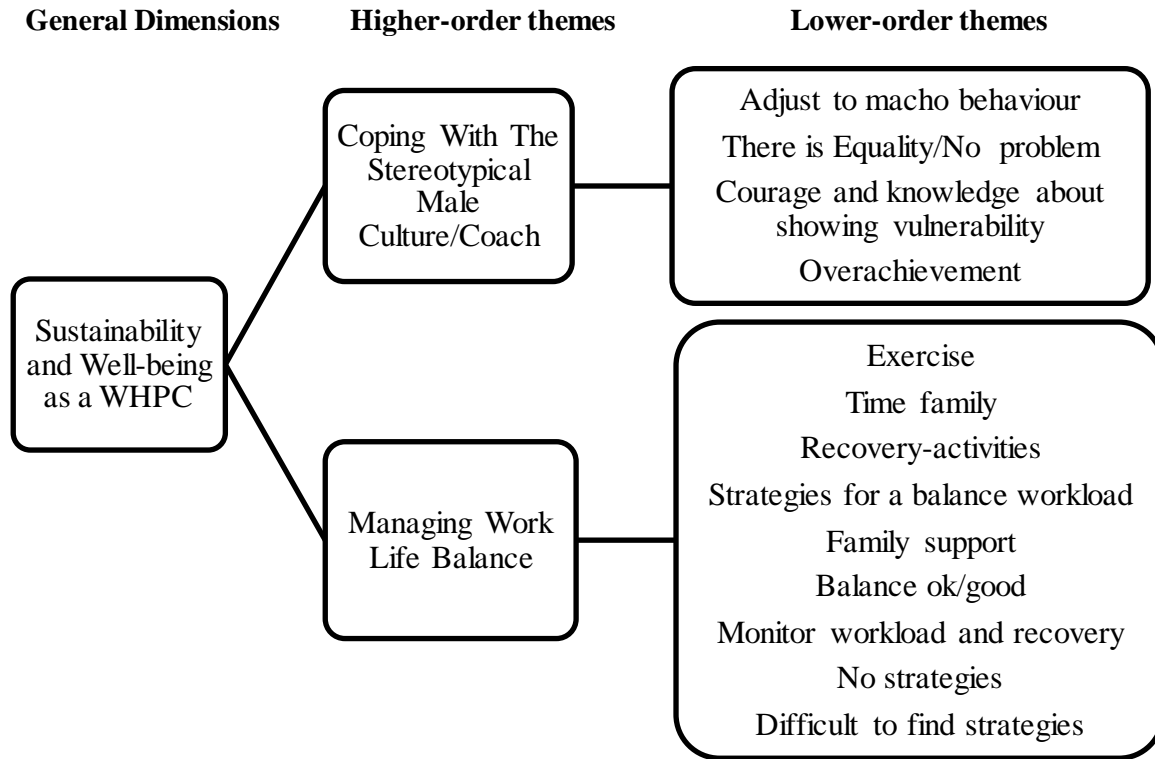 General Dimensions
Higher-order themes
Lower-order themes
Sustainability
and Well-being
as a WHPC
Coping With The
Stereotypical
Male
Culture/Coach
Adjust to macho behaviour
There is Equality/No problem
Courage and knowledge about
showing vulnerability
Overachievement
Managing Work
Life Balance
Exercise
Time family
Recovery-activities
Strategies for a balance workload
Family support
Balance ok/good
Monitor workload and recovery
No strategies
Difficult to find strategies